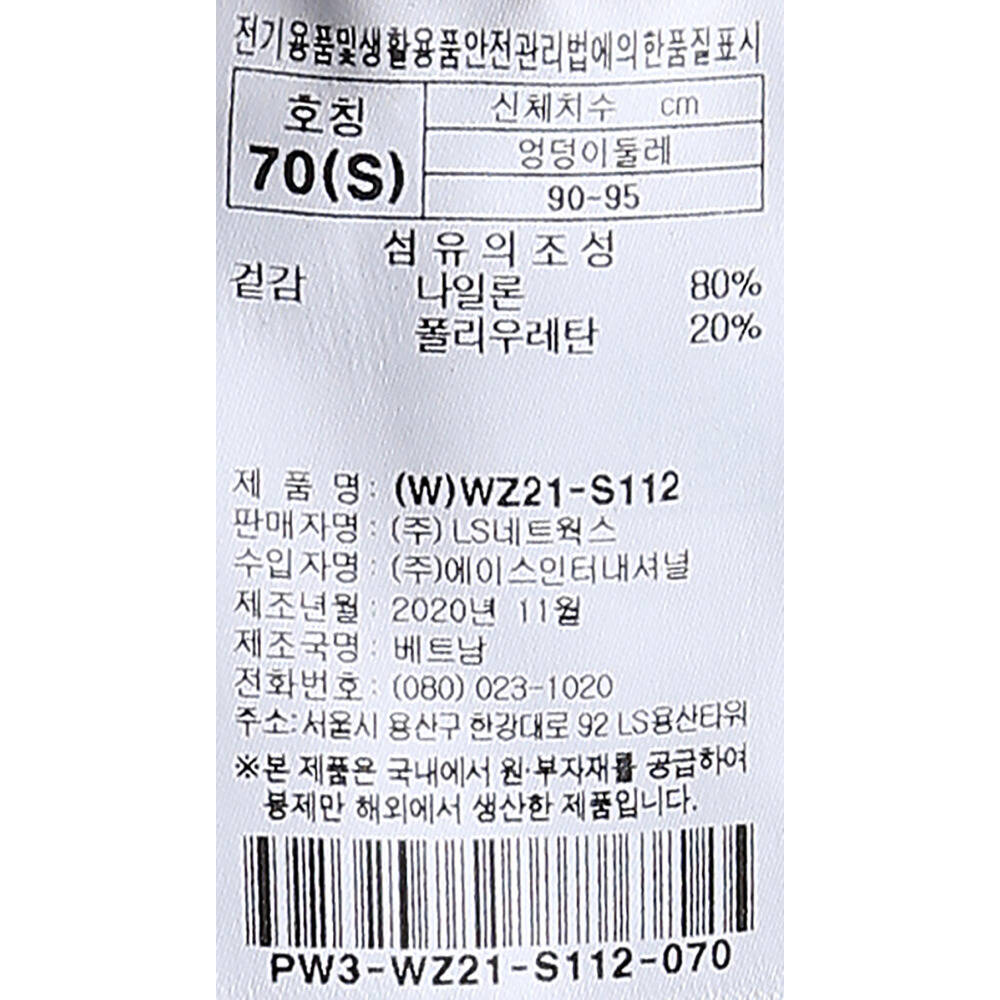 전기용품및생활용품안전관리법에의한품질표시
호칭 신체치수 cm
70(S) 엉덩이둘레
90-95
섬유의조성
겉감 나일론 80%
폴리우레탄 20%
제 품 명 : (W)WZ21-S112
판매자명 : (주) LS네트웍스
수입자명 : (주)에이스인터내셔널
제조년월 : 2020년 11월
제조국명 : 베트남
전화번호 : (080) 023-1020
주소: 서울시 용산구 한강대로 92 LS용산타워
※본 제품은 국내에서 원·부자재를 공급하여
봉제만 해외에서 생산한 제품입니다.
PW3-WZ21-S112-070